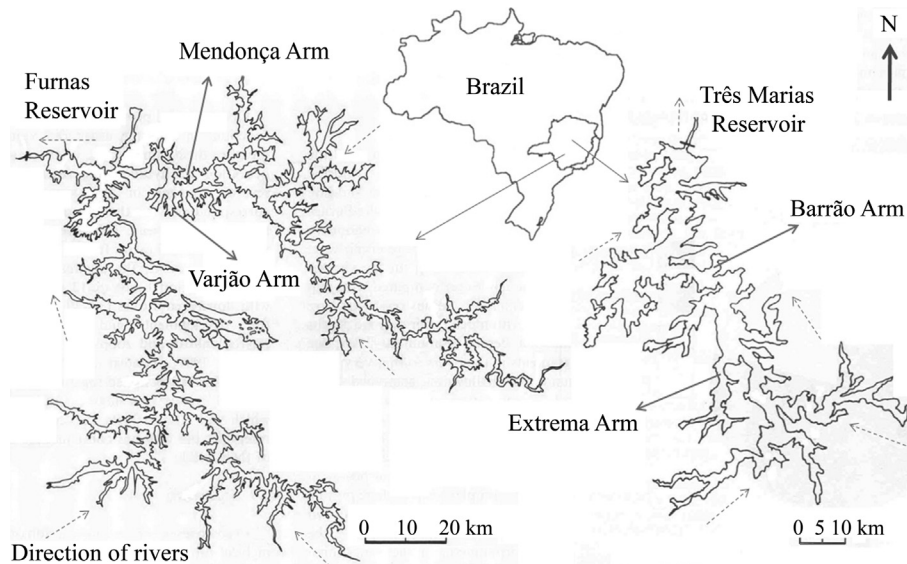 Mendonça Arm
Furnas
Reservoir
Brazil
N
Três Marias
Reservoir
Barrão Arm
Varjão Arm
Extrema Arm
0 10 20 km
0 5 10 km
Direction of rivers